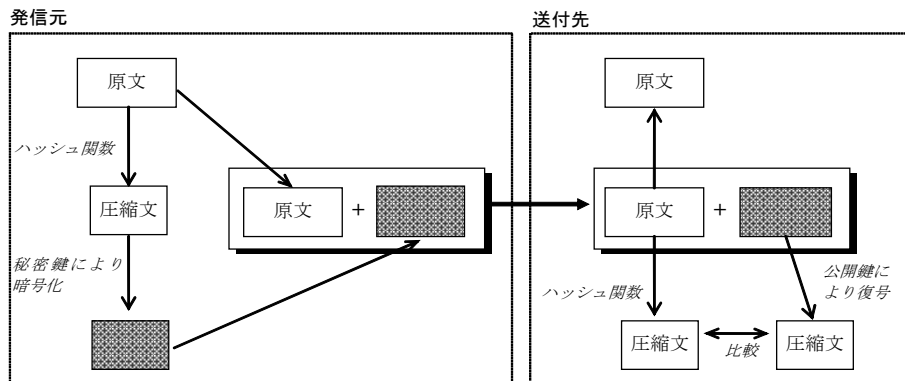 発信元
原文
ハッシュ関数
圧縮文
秘密鍵により
暗号化
原文
+
送付先
原文
原文
+
ハッシュ関数
公開鍵に
より復号
圧縮文
比較
圧縮文